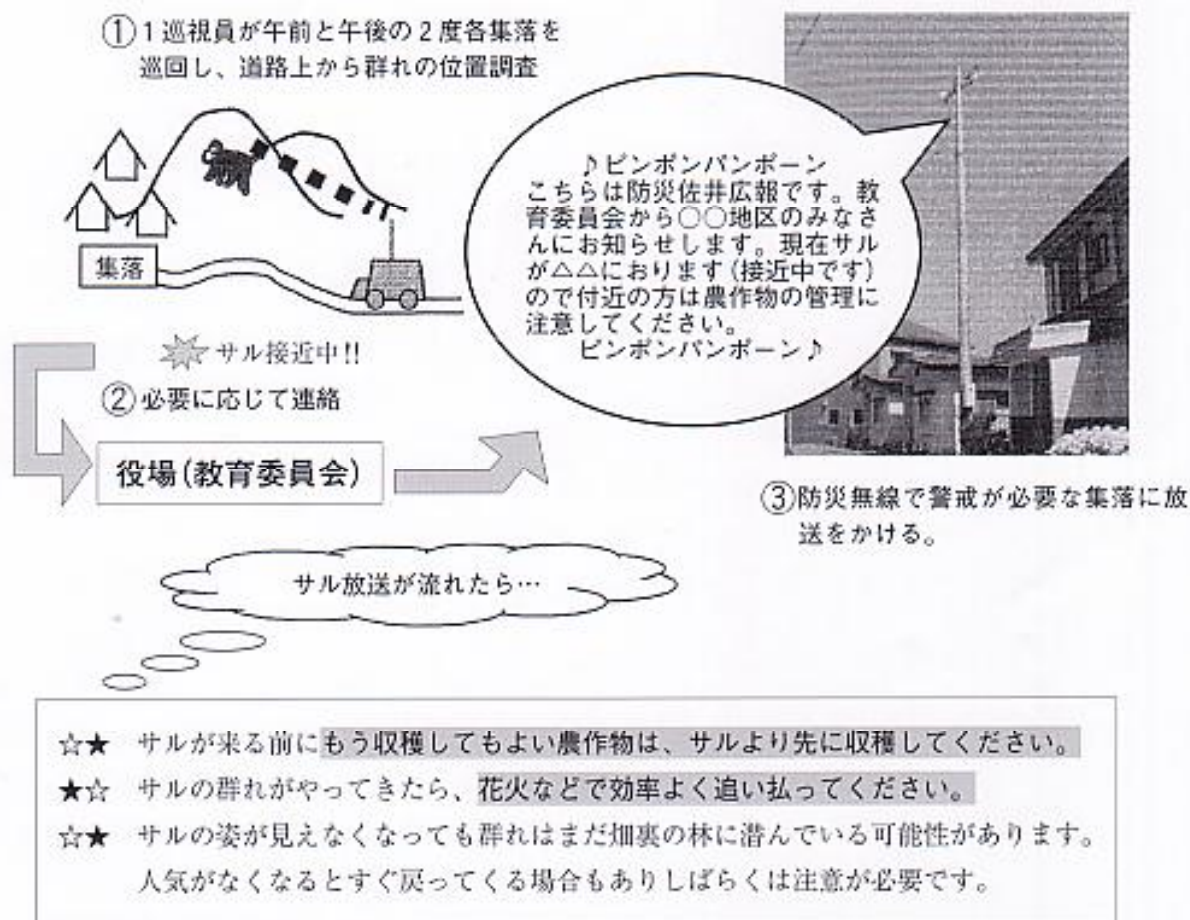 ①1巡視員が午前と午後の2度各集落を
巡回し、道路上から群れの位置調査
集落
サル接近中!!
②必要に応じて連絡
役場(教育委員会)
♪ピンポンパンポーン
こちらは防災佐井広報です。教
育委員会から○○地区のみなさ
んにお知らせします。現在サル
が△△におります(接近中です)
ので付近の方は農作物の管理に
注意してください。
ピンポンパンポーン♪
③防災無線で警戒が必要な集落に放
送をかける。
サル放送が流れたら…
☆★ サルが来る前にもう収穫してもよい農作物は、サルより先に収穫してください。
★☆ サルの群れがやってきたら、花火などで効率よく追い払ってください。
☆★ サルの姿が見えなくなっても群れはまだ畑裏の林に潜んでいる可能性があります。
人気がなくなるとすぐ戻ってくる場合もありしばらくは注意が必要です。